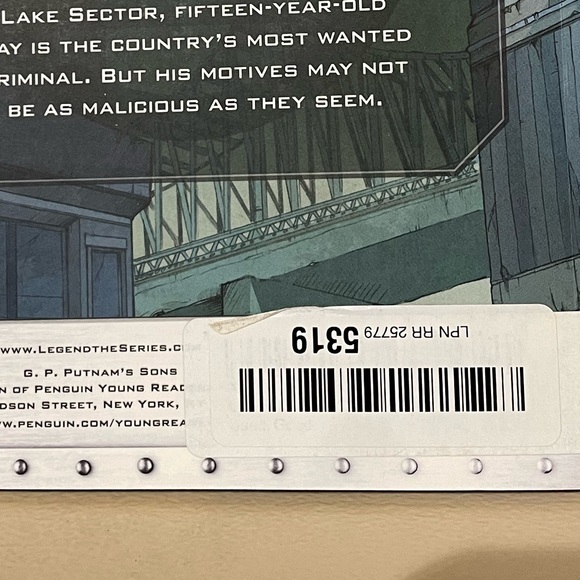 LAKE SECTOR, FIFTEEN-YEAR-OLD
AY IS THE COUNTRY'S MOST WANTED
RIMINAL. BUT HIS MOTIVES MAY NOT
BE AS MALICIOUS AS THEY SEEM.
WWW.LEGENDTHESERIES.C
G. P. PUTNAM'S SONS
N OF PENGUIN YOUNG READ
DSON STREET, NEW YORK,
W.PENGUIN.COM/YOUNGREA
LPN RR 25779 5319